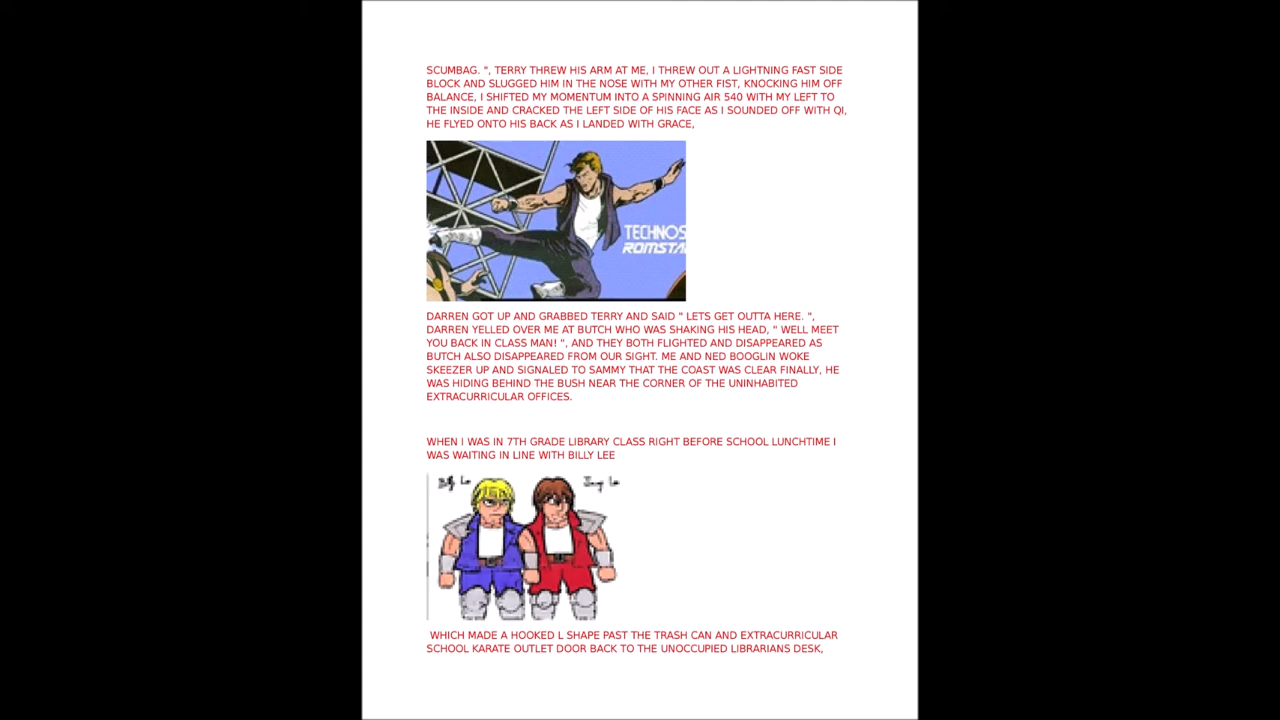 SCUMBAG. ", TERRY THREW HIS ARM AT ME, I THREW OUT A LIGHTNING FAST SIDE
BLOCK AND SLUGGED HIM IN THE NOSE WITH MY OTHER FIST, KNOCKING HIM OFF
BALANCE, I SHIFTED MY MOMENTUM INTO A SPINNING AIR 540 WITH MY LEFT TO
THE INSIDE AND CRACKED THE LEFT SIDE OF HIS FACE AS I SOUNDED OFF WITH QI,
HE FLYED ONTO HIS BACK AS I LANDED WITH GRACE,
TECHNOS
ROMSTA
DARREN GOT UP AND GRABBED TERRY AND SAID " LETS GET OUTTA HERE. ",
DARREN YELLED OVER ME AT BUTCH WHO WAS SHAKING HIS HEAD, " WELL MEET
YOU BACK IN CLASS MAN! ", AND THEY BOTH FLIGHTED AND DISAPPEARED AS
BUTCH ALSO DISAPPEARED FROM OUR SIGHT. ME AND NED BOOGLIN WOKE
SKEEZER UP AND SIGNALED TO SAMMY THAT THE COAST WAS CLEAR FINALLY, HE
WAS HIDING BEHIND THE BUSH NEAR THE CORNER OF THE UNINHABITED
EXTRACURRICULAR OFFICES.
WHEN I WAS IN 7TH GRADE LIBRARY CLASS RIGHT BEFORE SCHOOL LUNCHTIME I
WAS WAITING IN LINE WITH BILLY LEE
WHICH MADE A HOOKED L SHAPE PAST THE TRASH CAN AND EXTRACURRICULAR
SCHOOL KARATE OUTLET DOOR BACK TO THE UNOCCUPIED LIBRARIANS DESK,